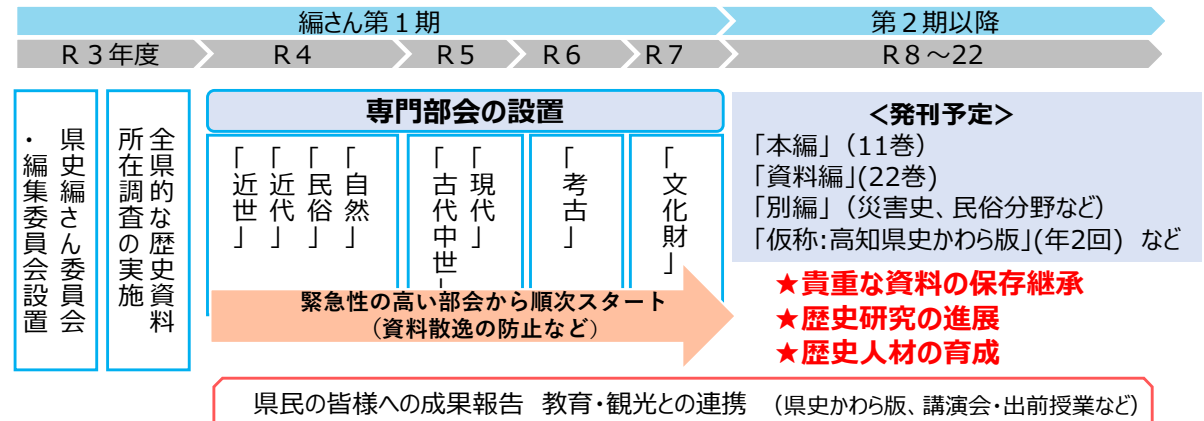 編さん第１期
第２期以降
Ｒ３年度
Ｒ４
Ｒ５
Ｒ６
Ｒ７
Ｒ８～22
県史編さん委員会
・編集委員会設置
全県的な歴史資料
所在調査の実施
専門部会の設置
「自然」
「民俗」
「近代」
「近世」
「現代」
「古代中世」
「考古」
「文化財」
緊急性の高い部会から順次スタート
（資料散逸の防止など）
＜発刊予定＞
「本編」（11巻）
「資料編」(22巻)
「別編」（災害史、民俗分野など）
「仮称:高知県史かわら版」(年2回) など
★貴重な資料の保存継承
★歴史研究の進展
★歴史人材の育成
県民の皆様への成果報告 教育・観光との連携 （県史かわら版、講演会・出前授業など）